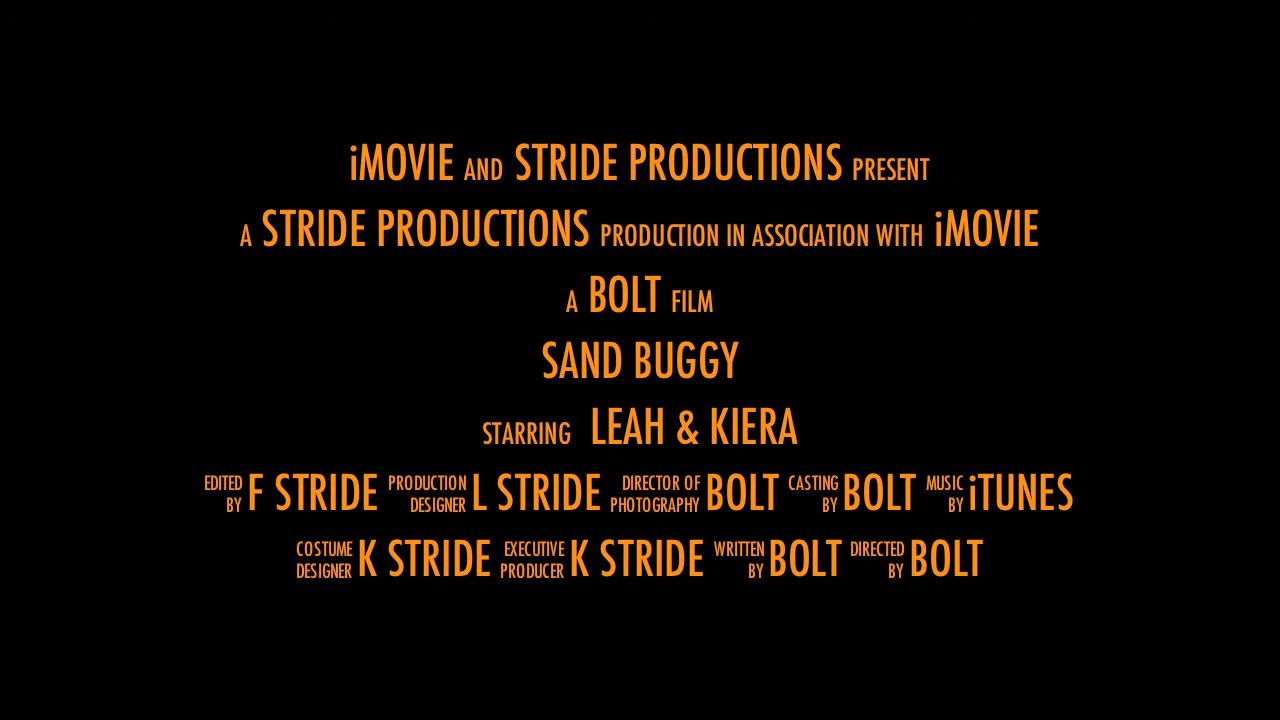 iMOVIE AND STRIDE PRODUCTIONS PRESENT
A STRIDE PRODUCTIONS PRODUCTION IN ASSOCIATION WITH iMOVIE
A BOLT FILM
SAND BUGGY
STARRING LEAH & KIERA
EDITED BY F STRIDE PRODUCTION DESIGNER L STRIDE DIRECTOR OF PHOTOGRAPHY BOLT CASTING BY BOLT MUSIC BY iTUNES
COSTUME DESIGNER K STRIDE EXECUTIVE PRODUCER K STRIDE WRITTEN BY BOLT DIRECTED BY BOLT